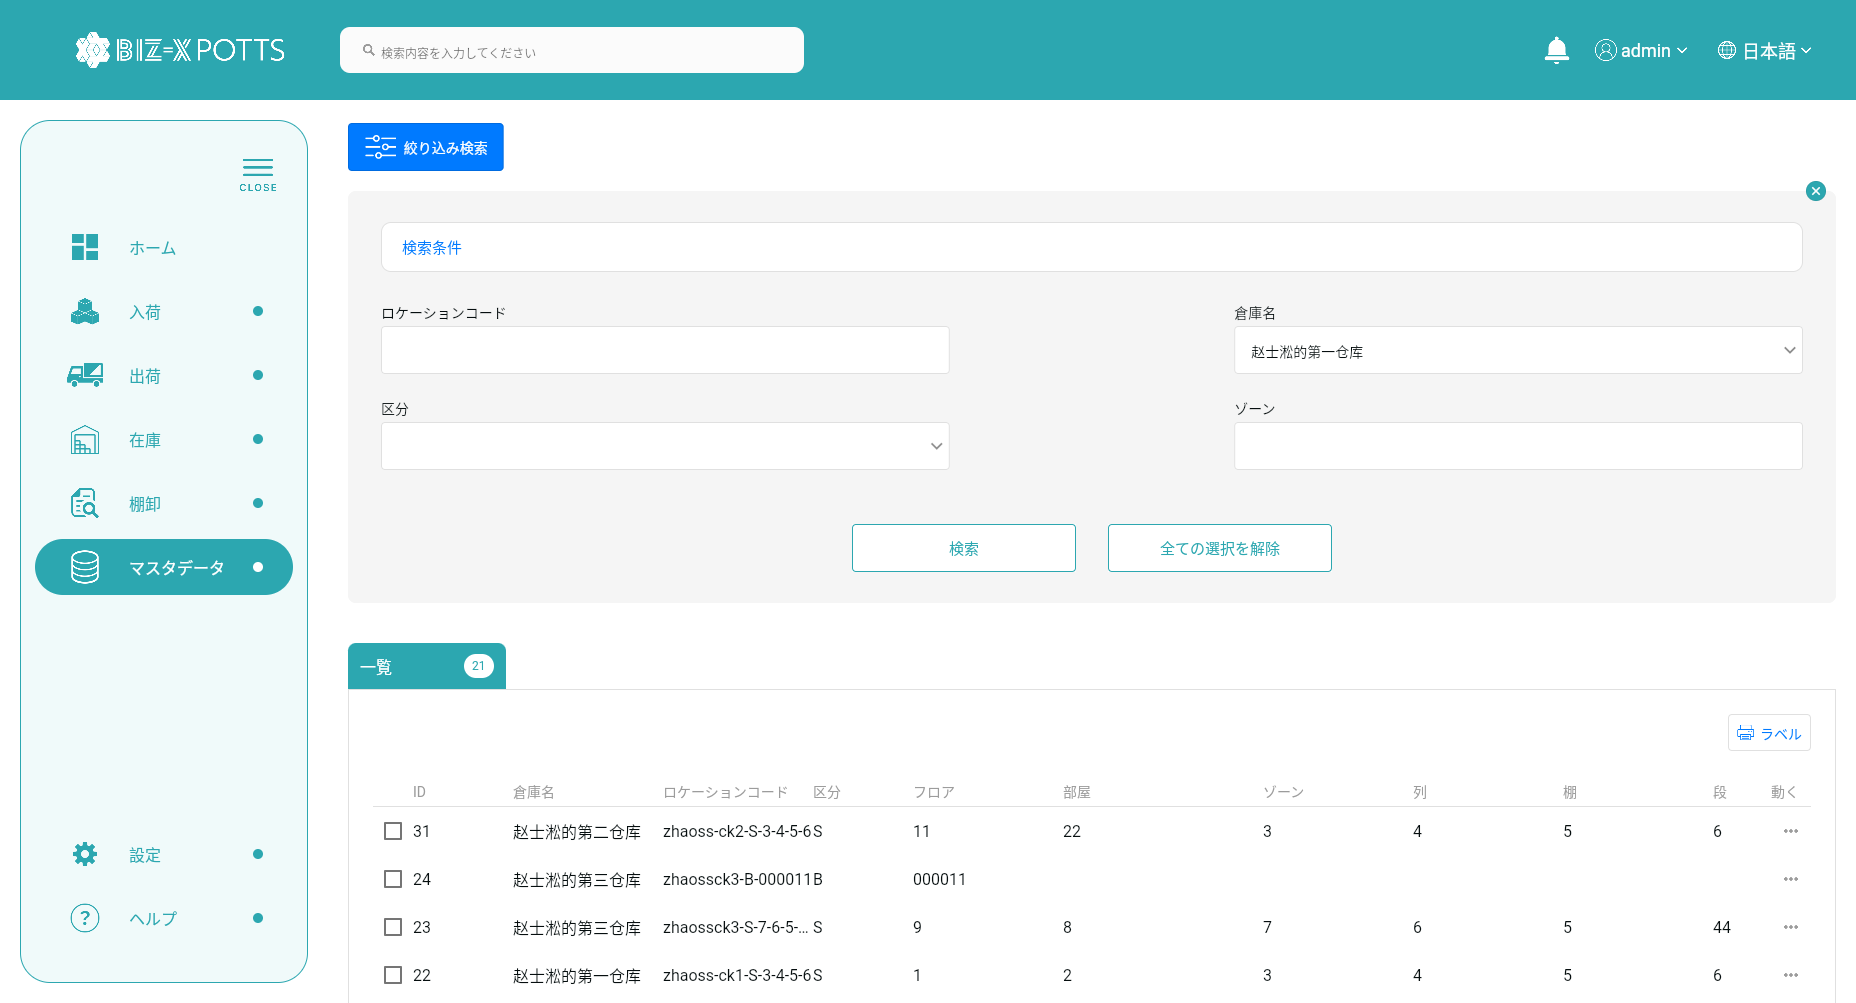 BIZ-X POTTS
検索内容を入力してください
admin
日本語
CLOSE
ホーム
入荷
出荷
在庫
棚卸
マスタデータ
設定
ヘルプ
絞り込み検索
検索条件
ロケーションコード
倉庫名
赵士淞的第一仓库
区分
ゾーン
検索
全ての選択を解除
一覧 21
ラベル
ID 倉庫名 ロケーションコード 区分 フロア 部屋 ゾーン 列 棚 段 動く
31 赵士淞的第二仓库 zhaoss-ck2-S-3-4-5-6 S 11 22 3 4 5 6
24 赵士淞的第三仓库 zhaossck3-B-000011 B 000011
23 赵士淞的第三仓库 zhaossck3-S-7-6-5-... S 9 8 7 6 5 44
22 赵士淞的第一仓库 zhaoss-ck1-S-3-4-5-6 S 1 2 3 4 5 6